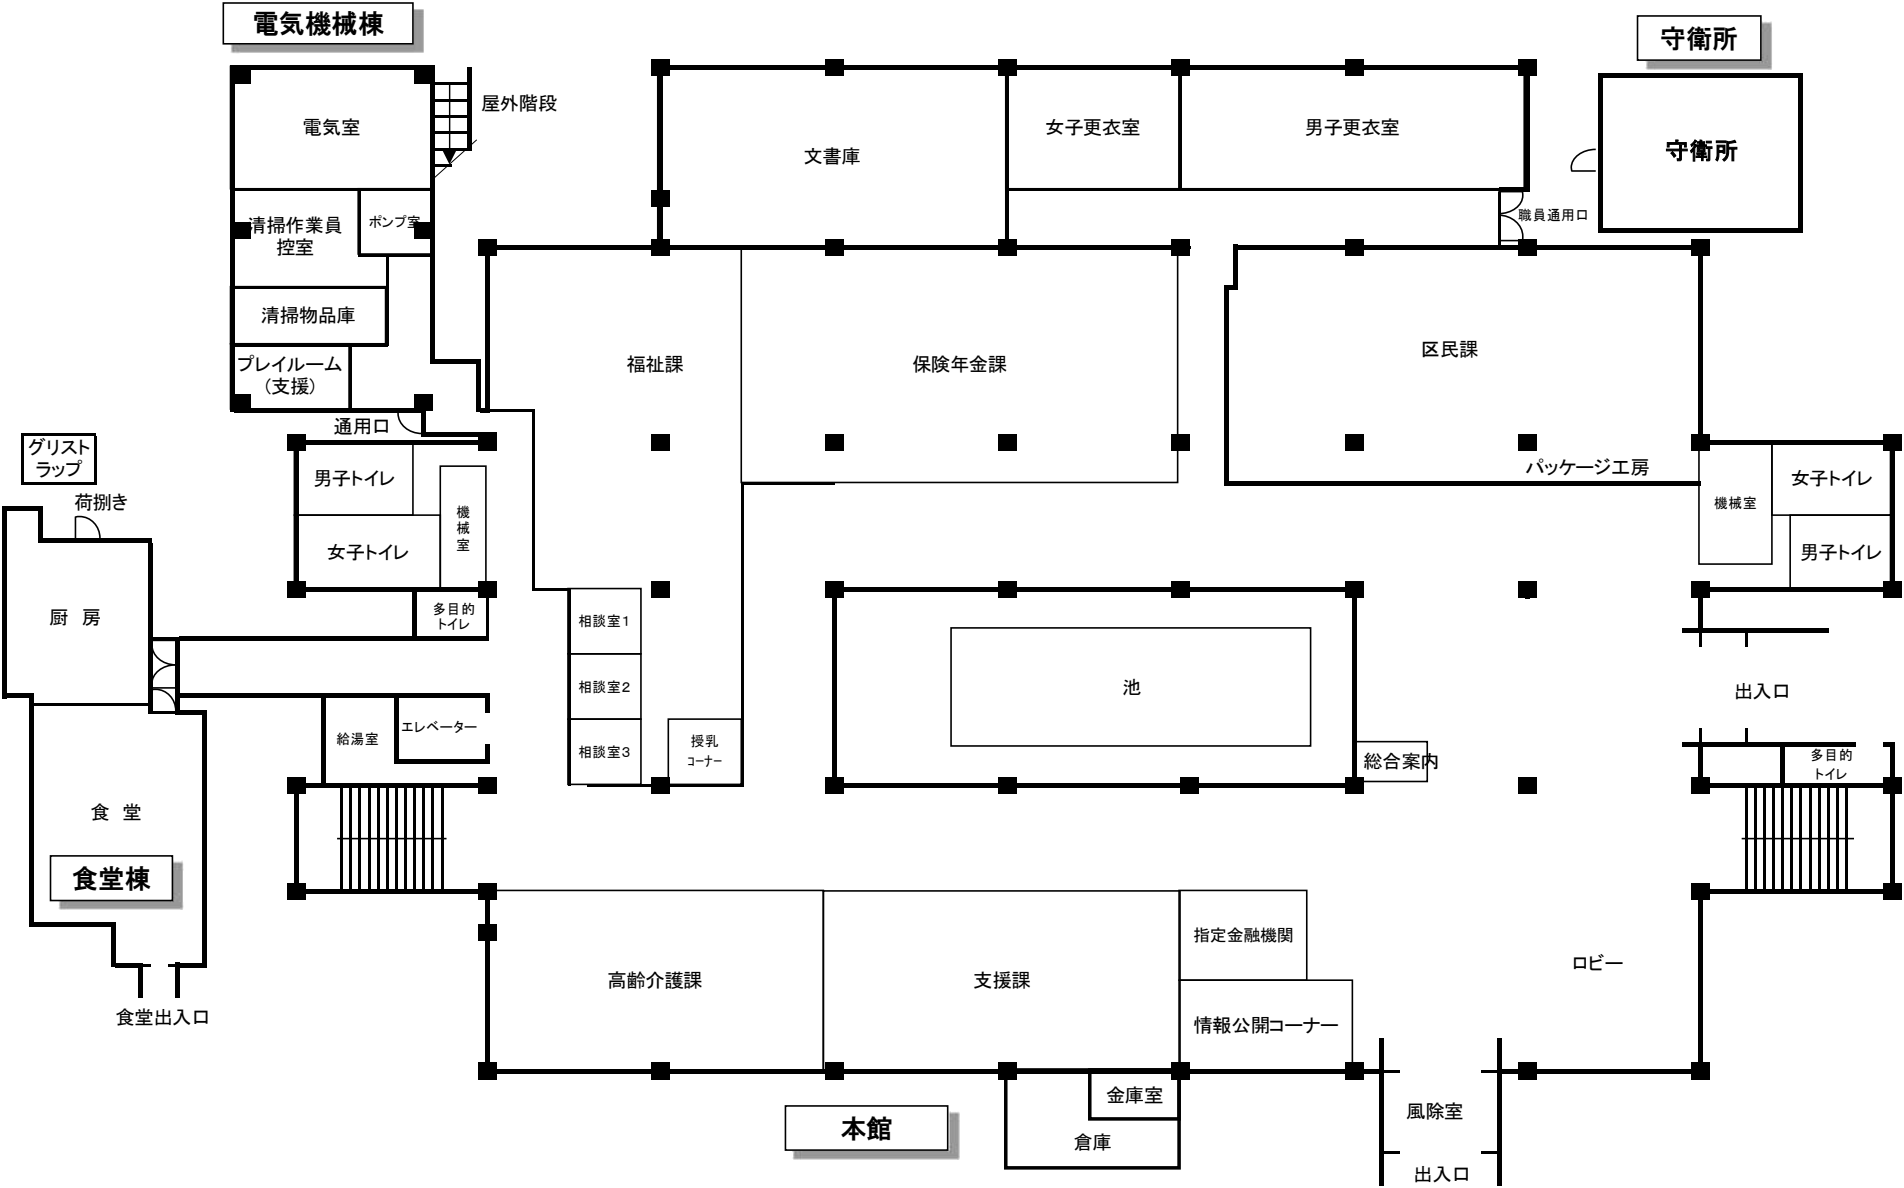 電気機械棟
守衛所
屋外階段
電気室
女子更衣室
男子更衣室
文書庫
守衛所
清掃作業員
控室
ポンプ室
職員通用口
清掃物品庫
プレイルーム
（支援）
福祉課
保険年金課
区民課
通用口
グリスト
ラップ
荷捌き
男子トイレ
女子トイレ
機
械
室
パッケージ工房
機械室
女子トイレ
男子トイレ
厨 房
多目的
トイレ
相談室1
相談室2
相談室3
池
出入口
給湯室
エレベーター
授乳
コーナー
総合案内
多目的
トイレ
食 堂
食堂棟
食堂出入口
高齢介護課
支援課
指定金融機関
情報公開コーナー
ロビー
本館
金庫室
倉庫
風除室
出入口